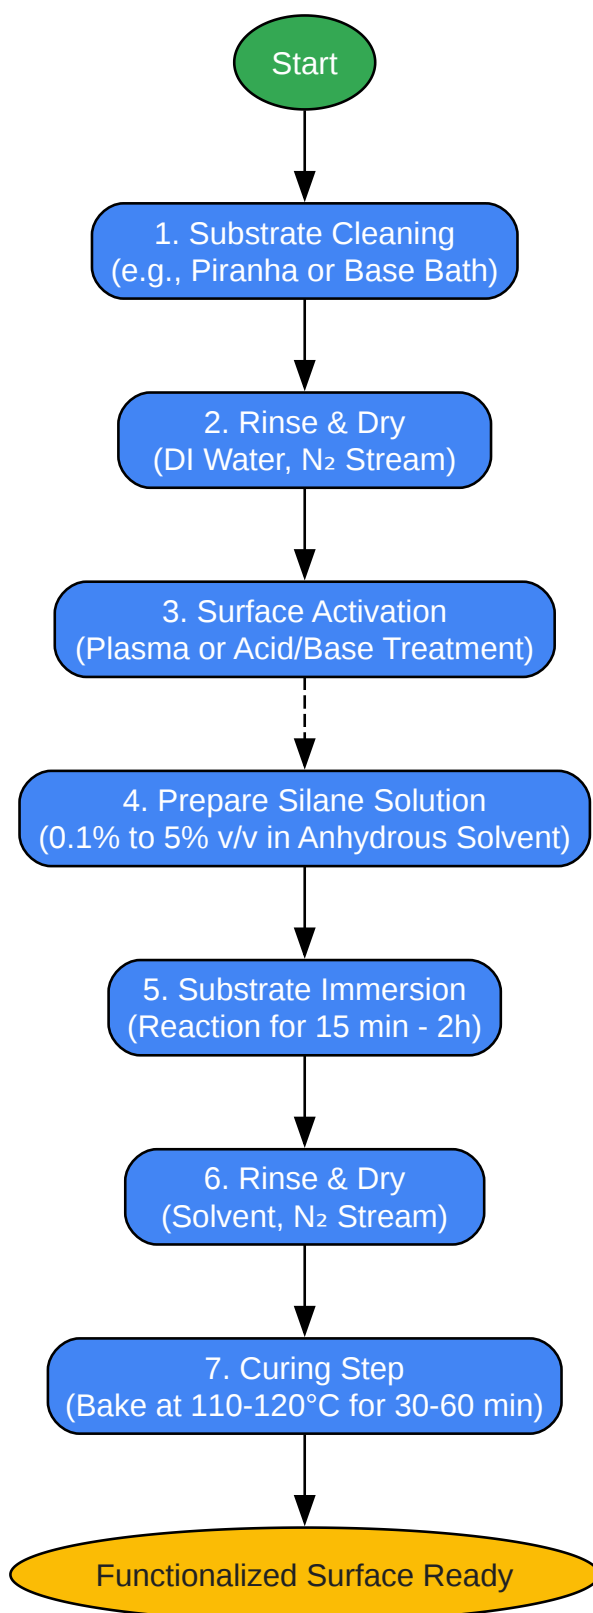 Start
1. Substrate Cleaning
(e.g., Piranha or Base Bath)
2. Rinse & Dry
(DI Water, N₂ Stream)
3. Surface Activation
(Plasma or Acid/Base Treatment)
4. Prepare Silane Solution
(0.1% to 5% v/v in Anhydrous Solvent)
5. Substrate Immersion
(Reaction for 15 min - 2h)
6. Rinse & Dry
(Solvent, N₂ Stream)
7. Curing Step
(Bake at 110-120°C for 30-60 min)
Functionalized Surface Ready